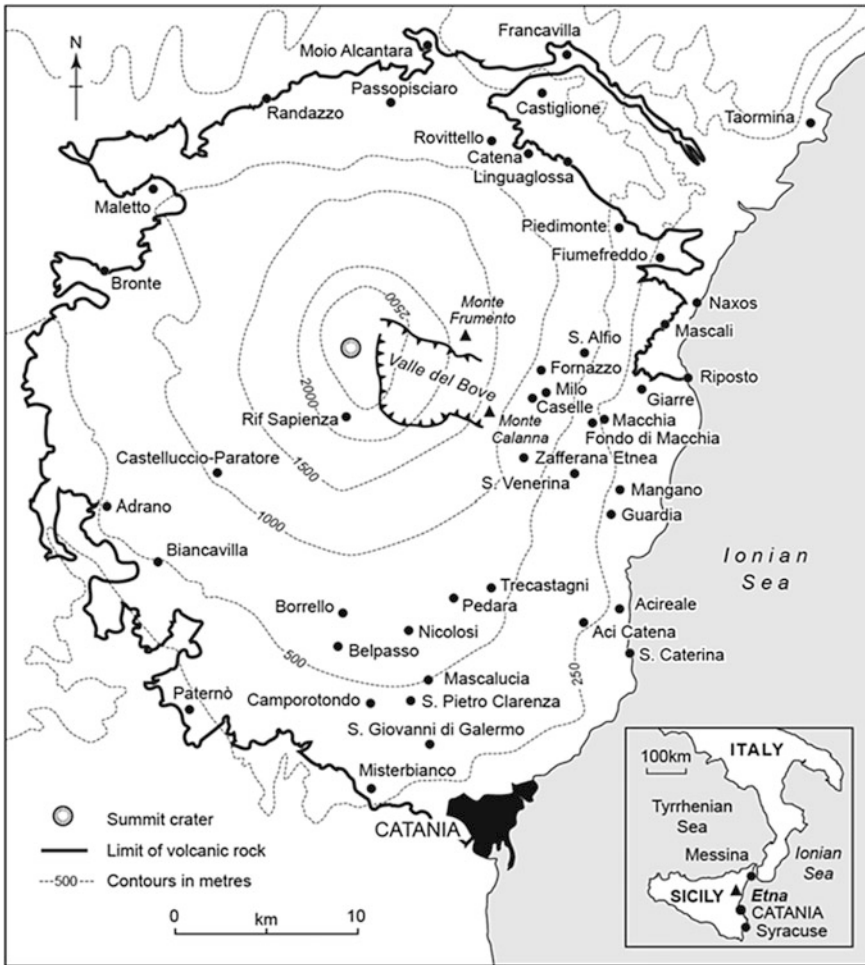 Francavilla
Moio Alcantara
N
Passopisciaro
Castiglione
Randazzo
Taormina
Rovittello
Catena
Linguaglossa
Maletto
Piedimonte
Fiumefreddo
Bronte
2500
Monte
Frumento
Naxos
S. Alfio
Mascali
Valle del Bove
Fornazzo
Riposto
2000
Milo
Giarre
Caselle
Rif Sapienza
Monte
Calanna
Macchia
Fondo di Macchia
1500
Castelluccio-Paratore
Zafferana Etnea
S. Venerina
Mangano
1000
Adrano
Guardia
Biancavilla
Ionian
Sea
Trecastagni
Borrello
Pedara
Acireale
Nicolosi
Aci Catena
Belpasso
500
S. Caterina
250
Mascalucia
Paternò
Camporotondo
S. Pietro Clarenza
S. Giovanni di Galermo
Misterbianco
CATANIA
Summit crater
Limit of volcanic rock
500
Contours in metres
0
km
10
100km
ITALY
Tyrrhenian
Sea
Messina
Ionian
Sea
SICILY
Etna
CATANIA
Syracuse